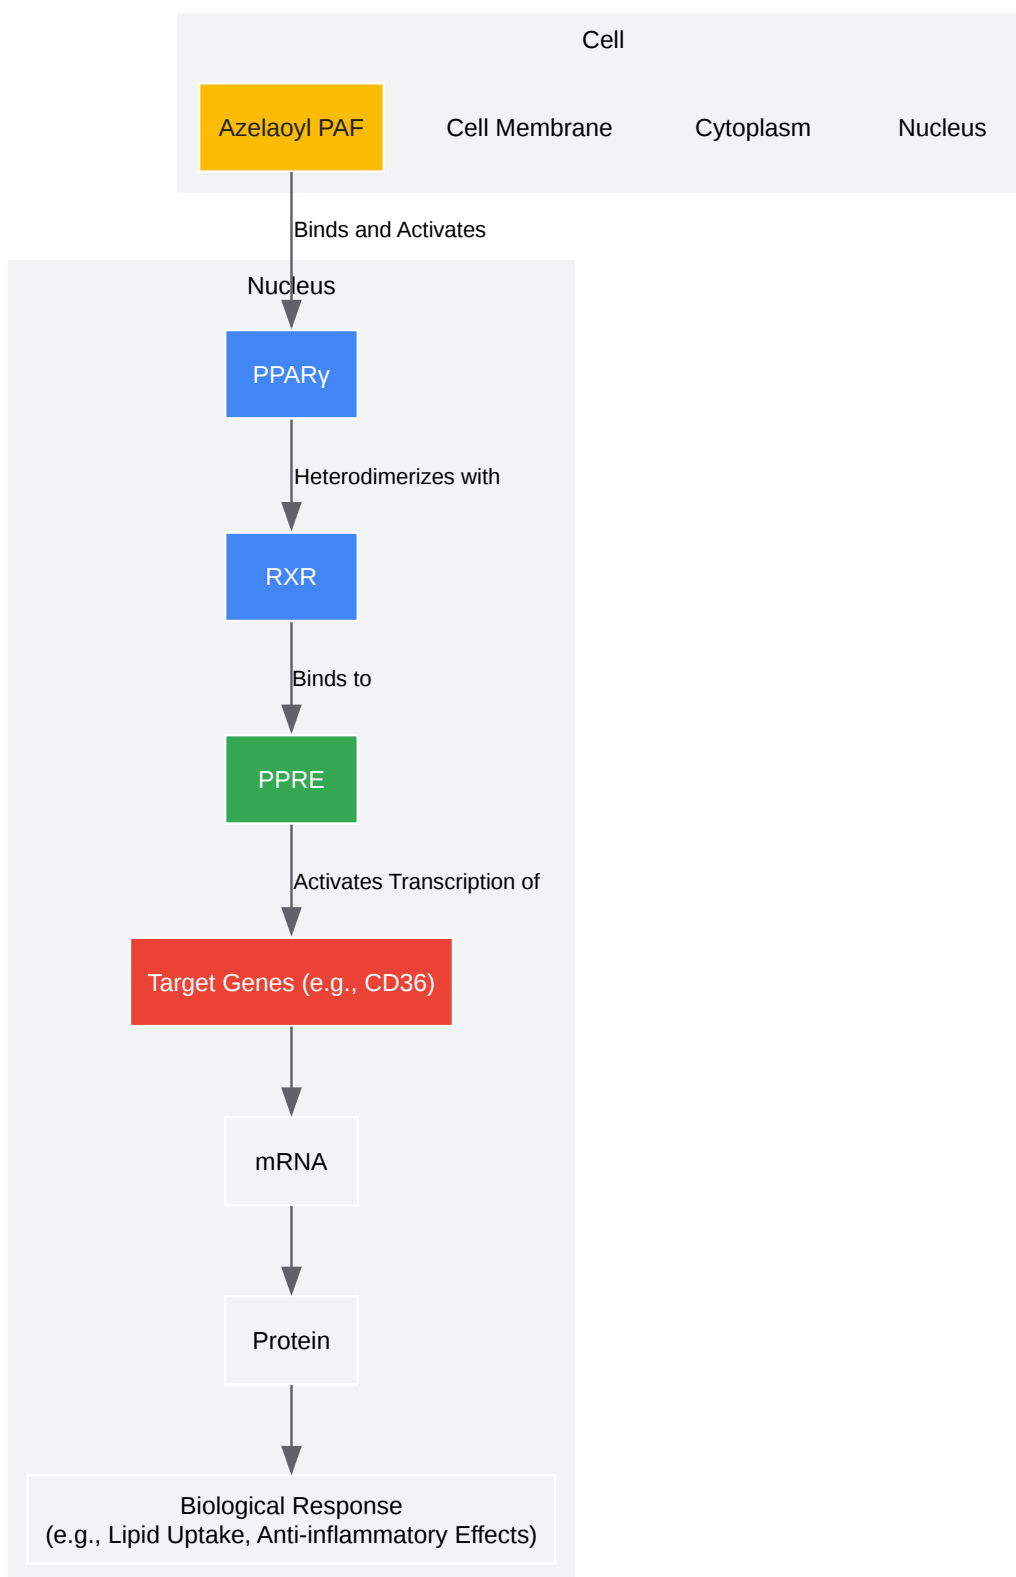 Cell
Azelaoyl PAF
Cell Membrane
Cytoplasm
Nucleus
Binds and Activates
Nucleus
PPARγ
Heterodimerizes with
RXR
Binds to
PPRE
Activates Transcription of
Target Genes (e.g., CD36)
mRNA
Protein
Biological Response
(e.g., Lipid Uptake, Anti-inflammatory Effects)